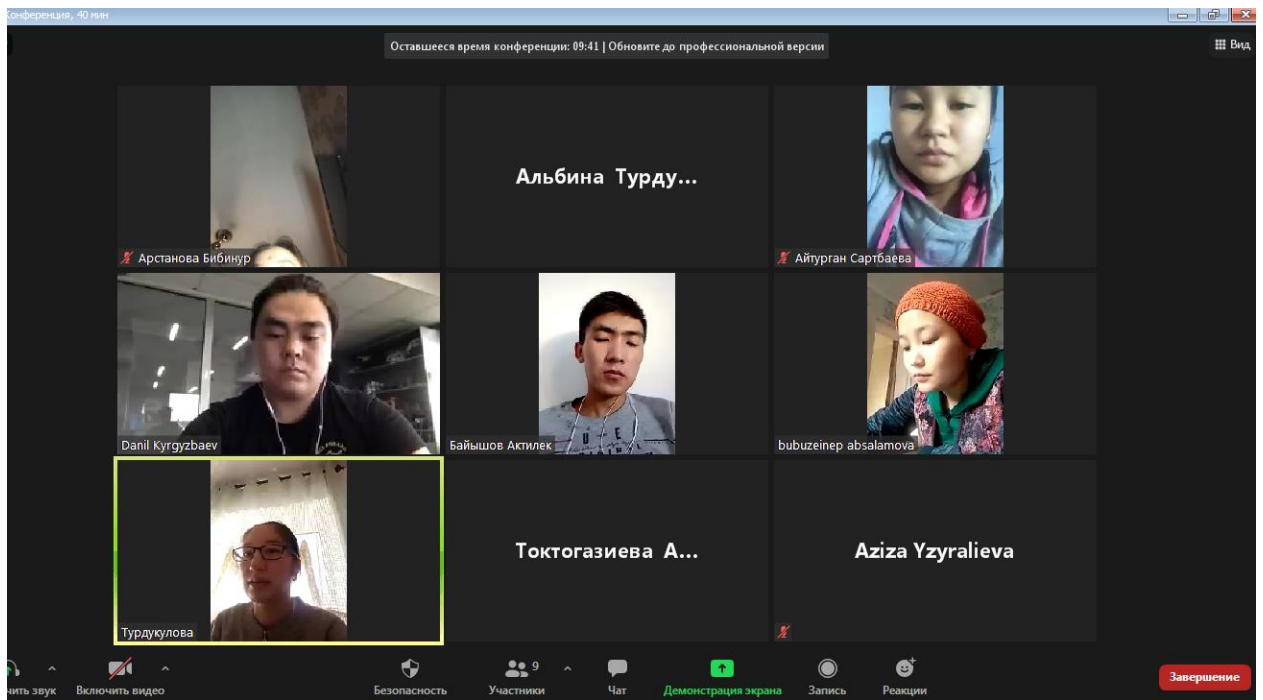 Конференция, 40 мин
Оставшееся время конференции: 09:41 | Обновите до профессиональной версии
Вид
Арстанова Бибинур
Альбина Турду...
Айтурган Сартбаева
Danil Kyrgyzbaev
Байышов Актилек
bubuzeinep absalamova
Турдукулова
Токтогазиева А...
Aziza Yzyralieva
чить звук
Включить видео
Безопасность
9
Участники
Чат
Демонстрация экрана
Запись
Реакции
Завершение